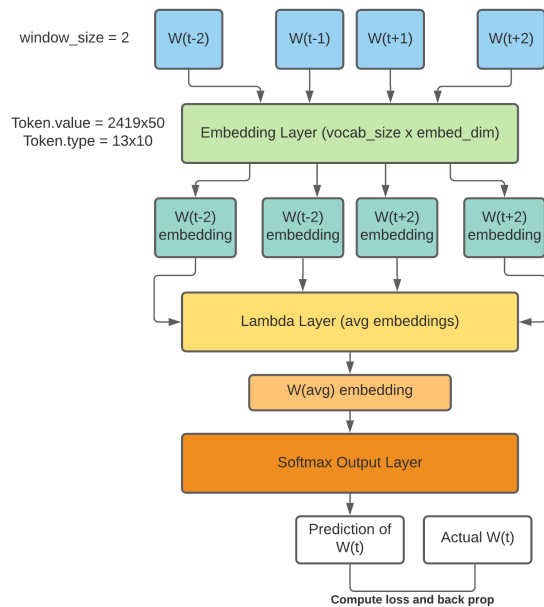 window_size = 2
W(t-2)
W(t-1)
W(t+1)
W(t+2)
Token.value = 2419x50
Token.type = 13x10
Embedding Layer (vocab_size x embed_dim)
W(t-2)
embedding
W(t-2)
embedding
W(t+2)
embedding
W(t+2)
embedding
Lambda Layer (avg embeddings)
W(avg) embedding
Softmax Output Layer
Prediction of
W(t)
Actual W(t)
Compute loss and back prop